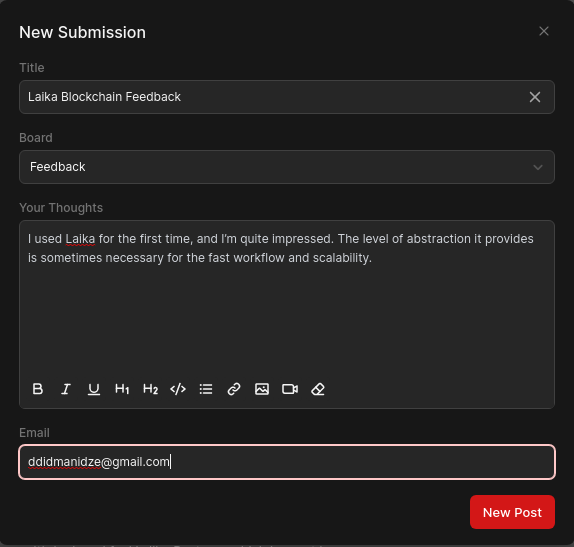 New Submission
Title
Laika Blockchain Feedback
Board
Feedback
Your Thoughts
I used Laika for the first time, and I'm quite impressed. The level of abstraction it provides
is sometimes necessary for the fast workflow and scalability.
B I U H1 H2 </>
Email
ddidmanidze@gmail.com
New Post